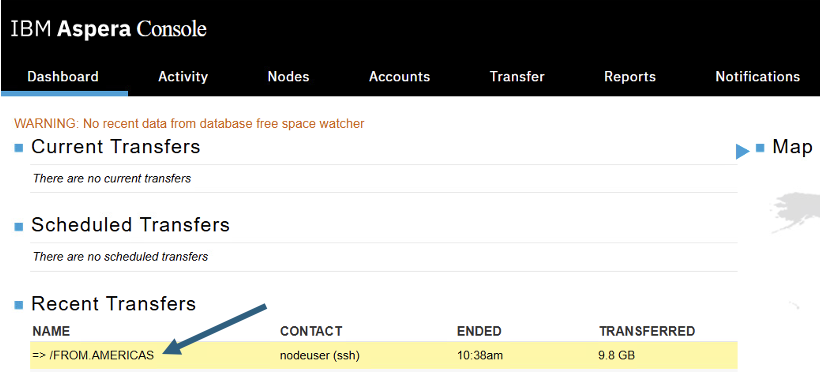 IBM Aspera Console
Dashboard Activity Nodes Accounts Transfer Reports Notifications
WARNING: No recent data from database free space watcher
Current Transfers
Map
There are no current transfers
Scheduled Transfers
There are no scheduled transfers
Recent Transfers
NAME CONTACT ENDED TRANSFERRED
=> /FROM.AMERICAS nodeuser (ssh) 10:38am 9.8 GB